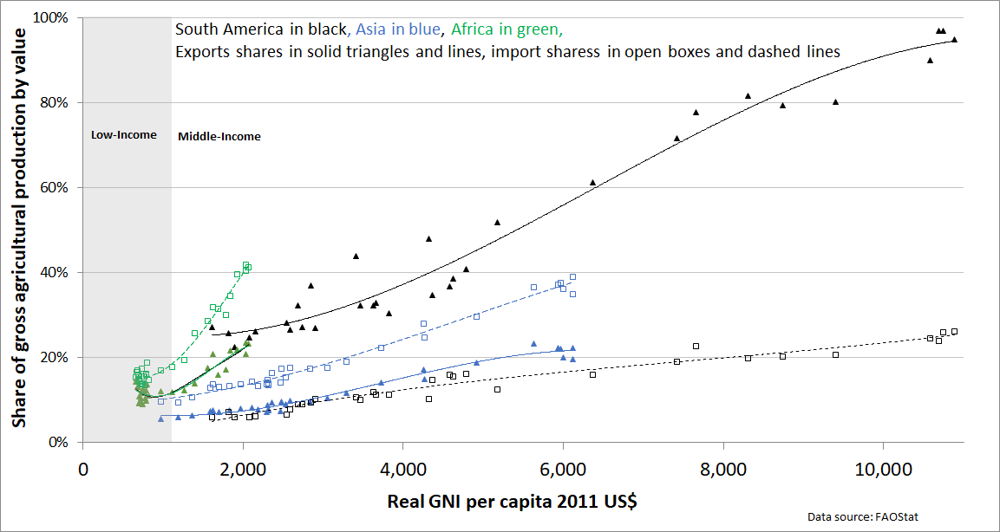 South America in black, Asia in blue, Africa in green,
Exports shares in solid triangles and lines, import sharess in open boxes and dashed lines
Share of gross agricultural production by value
100%
80%
60%
40%
20%
0%
Low-Income
Middle-Income
0
2,000
4,000
6,000
8,000
10,000
Real GNI per capita 2011 US$
Data source: FAOStat